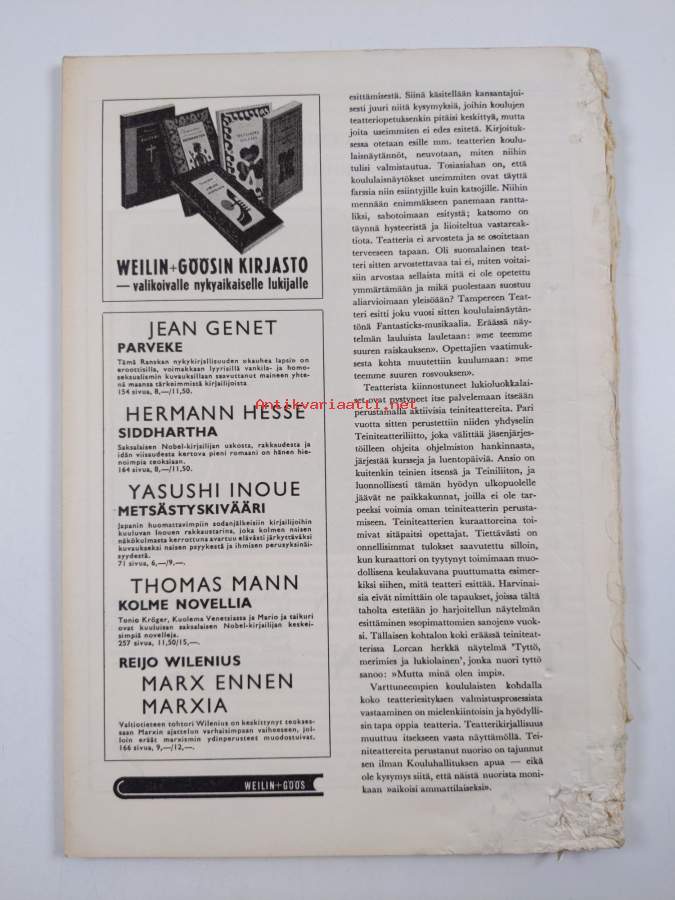 WEILIN+GÖÖSIN KIRJASTO
— valikoivalle nykyaikaiselle lukijalle
JEAN GENET
PARVEKE
Tämä Ranskan nykykirjallisuuden »kauhea lapsi» on
eroottisilla, voimakkaan lyyrisillä vankila- ja homo-
seksualismin kuvauksillaan saavuttanut maineen yhte-
nä maansa tärkeimmistä kirjailijoista
154 sivua, 8,—/11,50.
HERMANN HESSE
SIDDHARTHA
Saksalaisen Nobel-kirjailijan uskosta, rakkaudesta ja
idän viisaudesta kertova pieni romaani on hänen hie-
noimpia teoksiaan.
164 sivua, 8,—/11,50.
YASUSHI INOUE
METSÄSTYSKIVÄÄRI
Japanin huomattavimpiin sodanjälkeisiin kirjailijoihin
kuuluvan Inouen rakkaustarina, joka kolmen naisen
näkökulmasta kerrottuna avartuu elävästi järkyttäväksi
kuvaukseksi naisen psyykestä ja ihmisen perusyksinäi-
syydestä.
71 sivua, 6,—/9,—.
THOMAS MANN
KOLME NOVELLIA
Tonio Kröger, Kuolema Venetsiassa ja Mario ja taikuri
ovat kuuluisan saksalaisen Nobel-kirjailijan keskei-
simpiä novelleja.
257 sivua, 11,50/15,—.
REIJO WILENIUS
MARX ENNEN
MARXIA
Valtiotieteen tohtori Wilenius on keskittynyt teokses-
saan Marxin ajattelun varhaisimpaan vaiheeseen, jol-
loin eräät marxismin ydinperusteet muodostuivat.
166 sivua, 9,—/12,—.
WEILIN+GÖÖS
esittämisestä. Siinä käsitellään kansantajui-
sesti juuri niitä kysymyksiä, joihin koulujen
teatteriopetuksenkin pitäisi keskittyä, mutta
joita useimmiten ei edes esitetä. Kirjoituk-
sessa otetaan esille mm. teatterien koulu-
laisnäytännöt, neuvotaan, miten niihin
tulisi valmistautua. Tosiasiahan on, että
koululaisnäytökset useimmiten ovat täyttä
farssia niin esiintyjille kuin katsojille. Niihin
mennään enimmäkseen panemaan rantta-
liksi, sabotoimaan esitystä; katsomo on
täynnä hysteeristä ja liioiteltua vastareak-
tiota. Teatteria ei arvosteta ja se osoitetaan
terveeseen tapaan. Oli suomalainen teat-
teri sitten arvostettavaa tai ei, miten voitai-
siin arvostaa sellaista mitä ei ole opetettu
ymmärtämään ja mikä puolestaan suostuu
aliarvioimaan yleisöään? Tampereen Teat-
teri esitti joku vuosi sitten koululaisnäytän-
tönä Fantasticks-musikaalia. Eräässä näy-
telmän lauluista lauletaan: »me teemme
suuren raiskauksen». Opettajien vaatimuk-
sesta kohta muutettiin kuulumaan: »me
teemme suuren rosvouksen».
Teatterista kiinnostuneet lukioluokkalai-
set ovat pystyneet itse palvelemaan itseään
perustamalla aktiivisia teiniteattereita. Pari
Antikvariaatti.net
vuotta sitten perustettiin niiden yhdyselin
Teiniteatteriliitto, joka välittää jäsenjärjes-
töilleen ohjeita ohjelmiston hankinnasta,
järjestää kursseja ja luentopäiviä. Ansio on
kuitenkin teinien itsensä ja Teiniliiton, ja
luonnollisesti tämän hyödyn ulkopuolelle
jäävät ne paikkakunnat, joilla ei ole tar-
peeksi voimia oman teiniteatterin perusta-
miseen. Teiniteatterien kuraattoreina toi-
mivat sitäpaitsi opettajat. Tiettävästi on
onnellisimmat tulokset saavutettu silloin,
kun kuraattori on tyytynyt toimimaan muo-
dollisena keulakuvana puuttumatta esimer-
kiksi siihen, mitä teatteri esittää. Harvinai-
sia eivät nimittäin ole tapaukset, joissa tältä
taholta estetään jo harjoitellun näytelmän
esittäminen »sopimattomien sanojen» vuok-
si. Tällaisen kohtalon koki eräässä teiniteat-
terissa Lorcan herkkä näytelmä 'Tyttö,
merimies ja lukiolainen', jonka nuori tyttö
sanoo: »Mutta minä olen impi».
Varttuneempien koululaisten kohdalla
koko teatteriesityksen valmistusprosessista
vastaaminen on mielenkiintoisin ja hyödylli-
sin tapa oppia teatteria. Teatterikirjallisuus
muuttuu itsekseen vasta näyttämöllä. Tei-
niteattereita perustanut nuoriso on tajunnut
sen ilman Kouluhallituksen apua — eikä
ole kysymys siitä, että näistä nuorista moni-
kaan »aikoisi ammattilaiseksi».